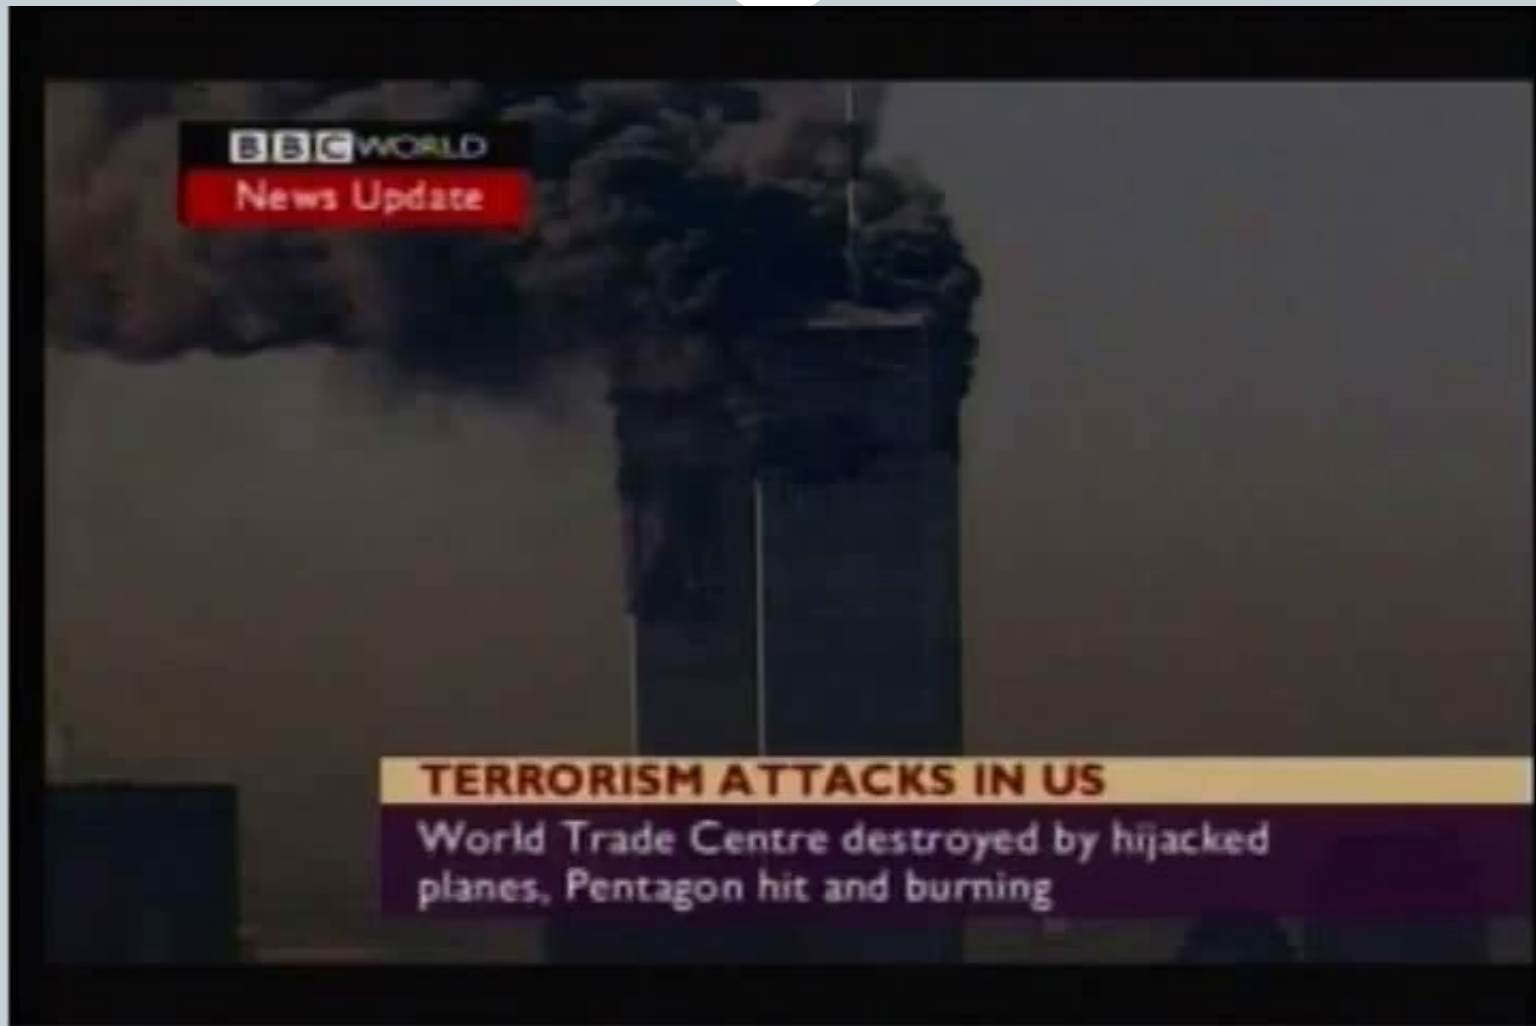 BBC WORLD
News Update
TERRORISM ATTACKS IN US
World Trade Centre destroyed by hijacked
planes, Pentagon hit and burning